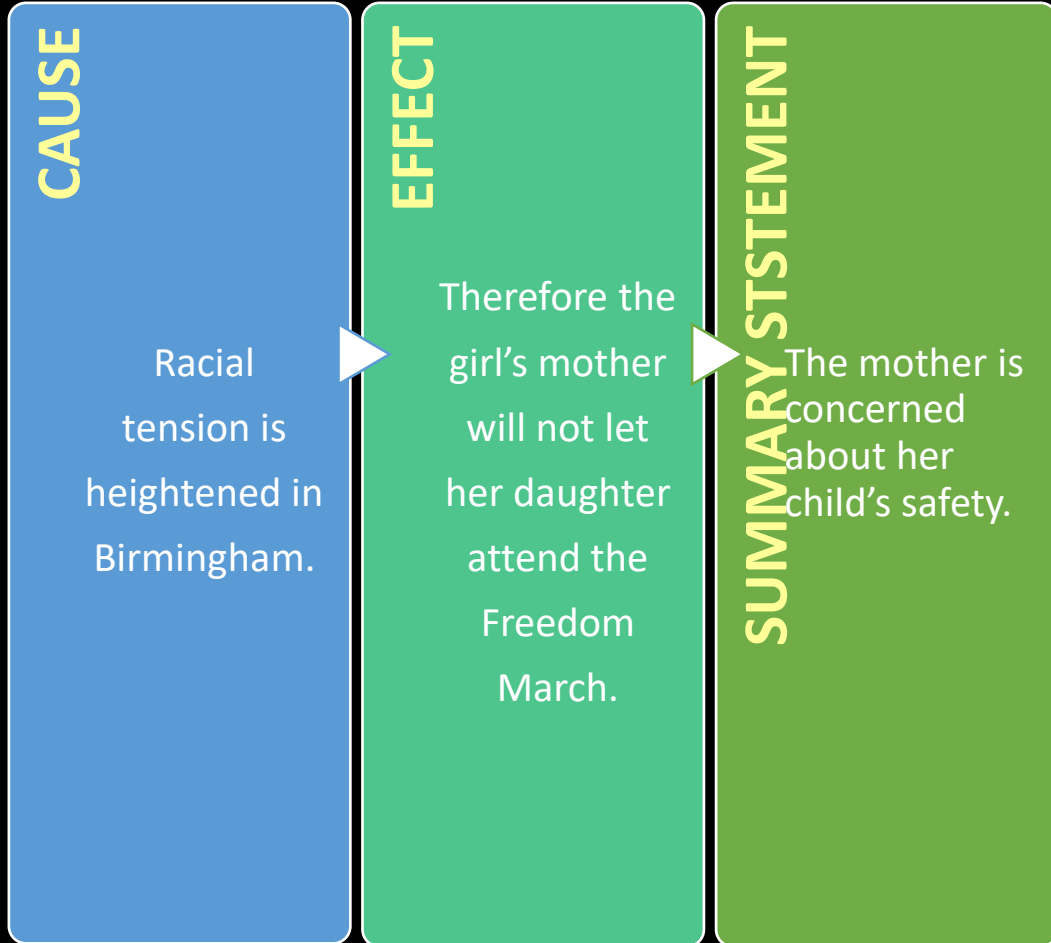 CAUSE
Racial
tension is
heightened in
Birmingham.
EFFECT
Therefore the
girl’s mother
will not let
her daughter
attend the
Freedom
March.
SUMMARY STSTEMENT
The mother is
concerned
about her
child’s safety.